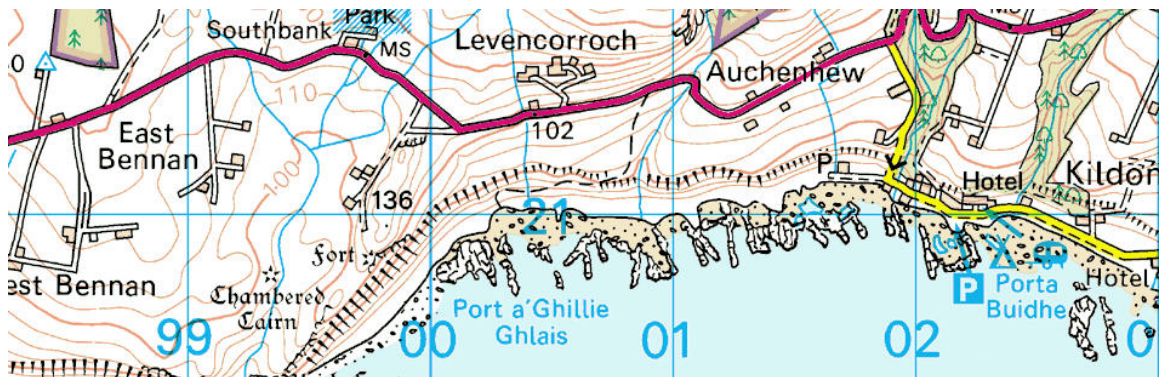 Park
Southbank
MS
Levencorroch
Auchenhew
110
102
East
Bennan
100
P
Hotel
Kildon
136
21
Fort
est Bennan
Chambered
Cairn
Port a'Ghillie
Ghlais
P
Porta
Buidhe
Hotel
99
00
01
02
0